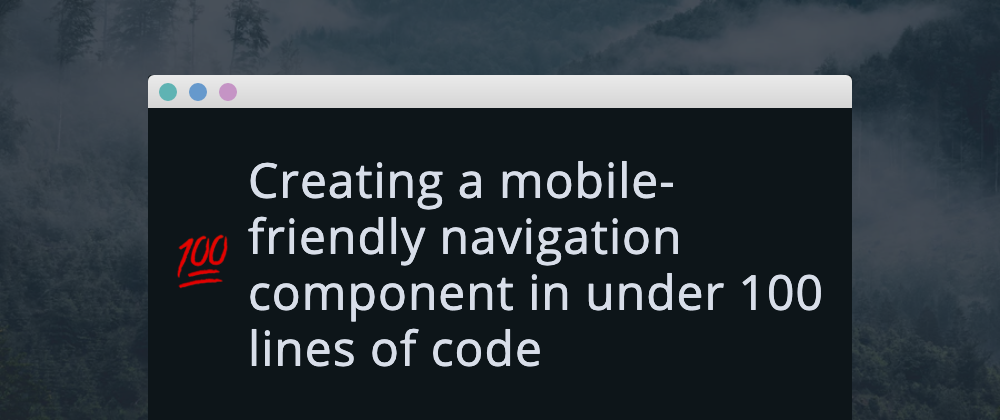 Creating a mobile-
friendly navigation
💯 component in under 100
lines of code